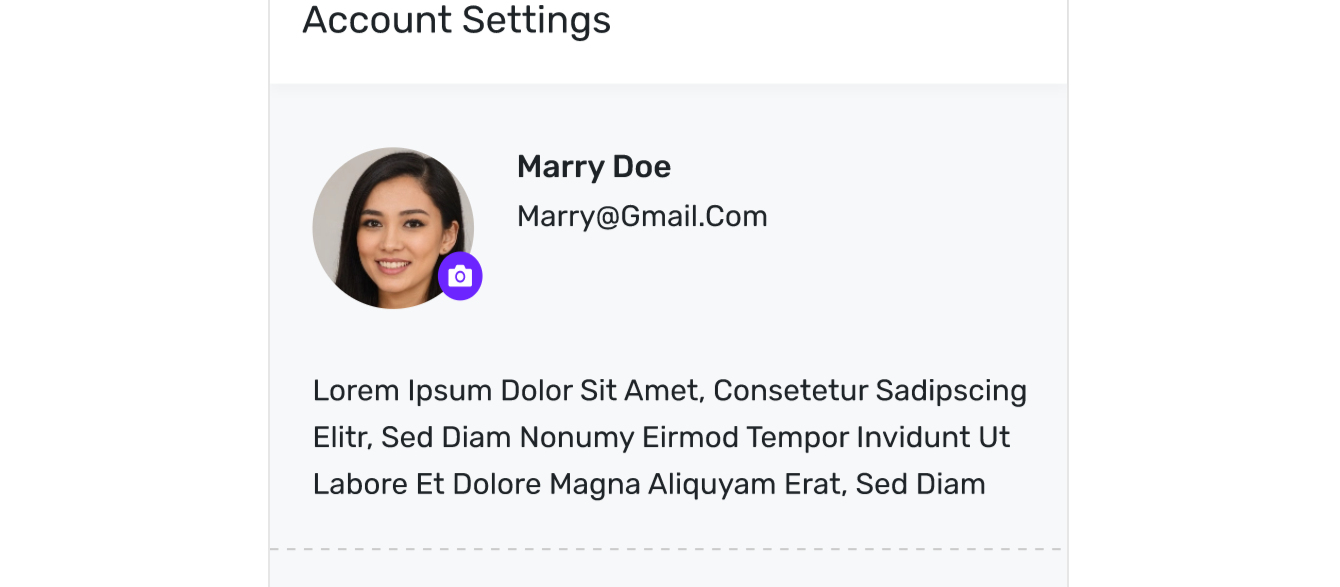 Account Settings
Marry Doe
Marry@Gmail.Com
Lorem Ipsum Dolor Sit Amet, Consetetur Sadipscing
Elitr, Sed Diam Nonumy Eirmod Tempor Invidunt Ut
Labore Et Dolore Magna Aliquyam Erat, Sed Diam